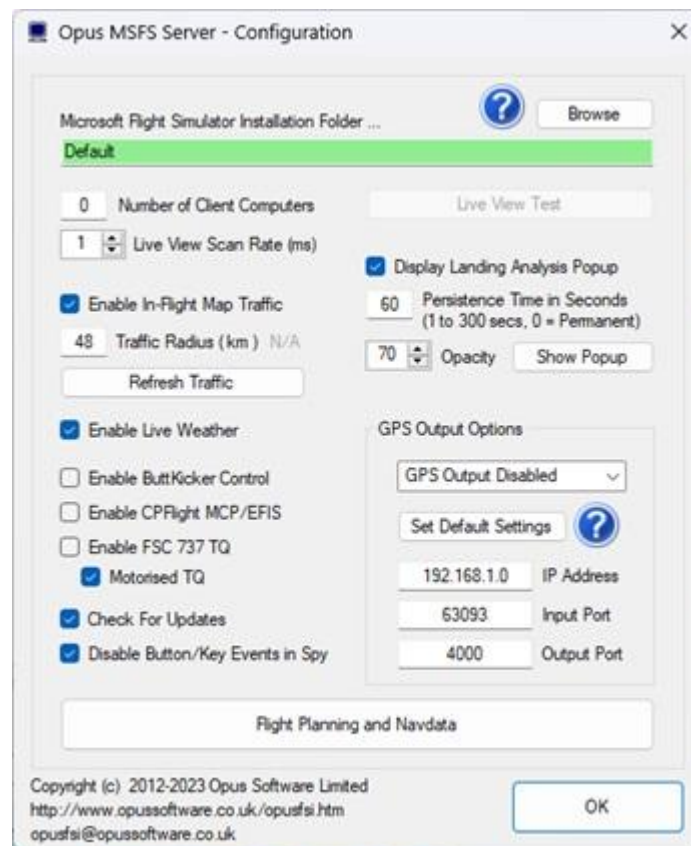 Opus MSFS Server - Configuration
Microsoft Flight Simulator Installation Folder ...
Browse
Default
0 Number of Client Computers
Live View Test
1 Live View Scan Rate (ms)
Display Landing Analysis Popup
Enable In-Flight Map Traffic
60 Persistence Time in Seconds
(1 to 300 secs, 0 = Permanent)
48 Traffic Radius ( km ) N/A
70 Opacity Show Popup
Refresh Traffic
Enable Live Weather
GPS Output Options
Enable ButtKicker Control
GPS Output Disabled
Enable CPFlight MCP/EFIS
Set Default Settings ?
Enable FSC 737 TQ
Motorised TQ
192.168.1.0 IP Address
Check For Updates
63093 Input Port
Disable Button/Key Events in Spy
4000 Output Port
Flight Planning and Navdata
Copyright (c) 2012-2023 Opus Software Limited
http://www.opussoftware.co.uk/opusfsi.htm
opusfsi@opussoftware.co.uk
OK